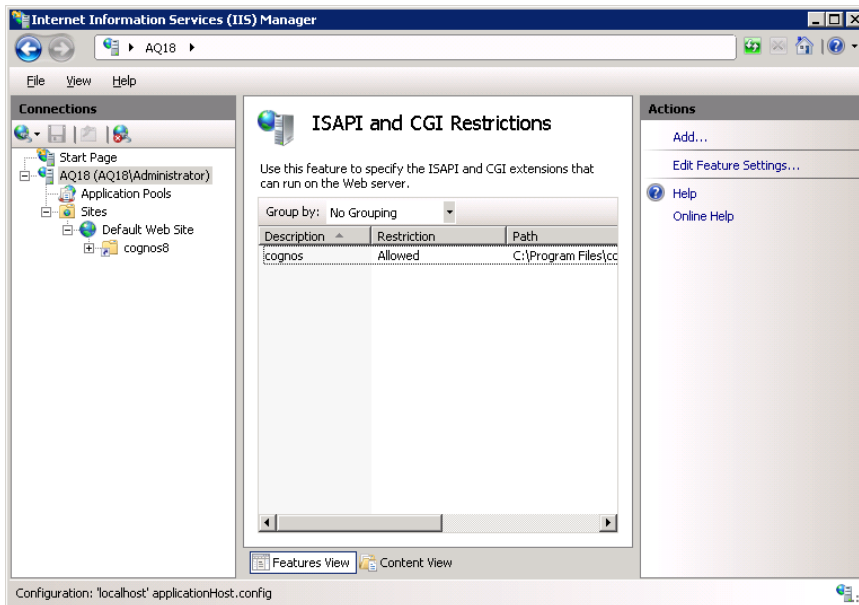 Internet Information Services (IIS) Manager
AQ18
File View Help
Connections
Start Page
AQ18 (AQ18\Administrator)
Application Pools
Sites
Default Web Site
cognos8
ISAPI and CGI Restrictions
Use this feature to specify the ISAPI and CGI extensions that
can run on the Web server.
Group by: No Grouping
Description Restriction Path
cognos Allowed C:\Program Files\cc
Features View Content View
Actions
Add...
Edit Feature Settings...
Help
Online Help
Configuration: 'localhost' applicationHost.config